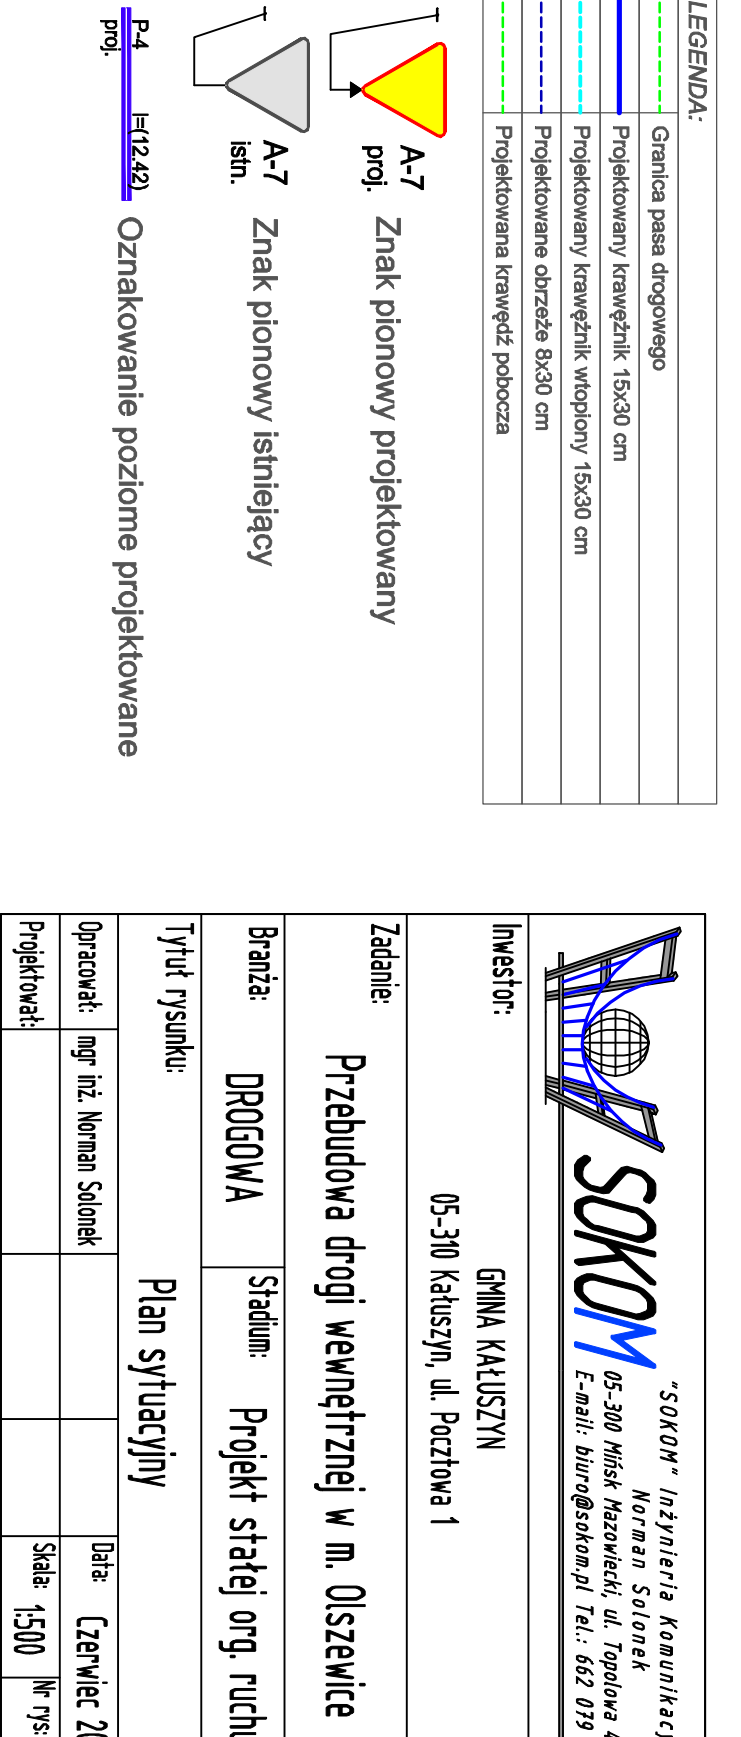 LEGENDA:
Granica pasa drogowego
Projektowany krawężnik 15x30 cm
Projektowany krawężnik wtopiony 15x30 cm
Projektowane obrzeże 8x30 cm
Projektowana krawędź pobocza
A-7
proj.
Znak pionowy projektowany
A-7
istn.
Znak pionowy istniejący
P-4 l=(12.42)
proj.
Oznakowanie poziome projektowane
SOKOM
"SOKOM" Inżynieria
Norman Solonek
05-300 Mińsk Mazowiecki, ul. Topolowa
E-mail: biuro@sokom.pl Tel.: 662 079
Inwestor:
GMINA KAŁUSZYN
05-310 Kałuszyn, ul. Pocztowa 1
Zadanie:
Przebudowa drogi wewnętrznej w m. Olszewice
Branża:
DROGOWA
Stadium:
Projekt stałej org. ruchu
Tytuł rysunku:
Plan sytuacyjny
Opracował: mgr inż. Norman Solonek
Data: Czerwiec
Projektował:
Skala: 1:500
Nr rys: